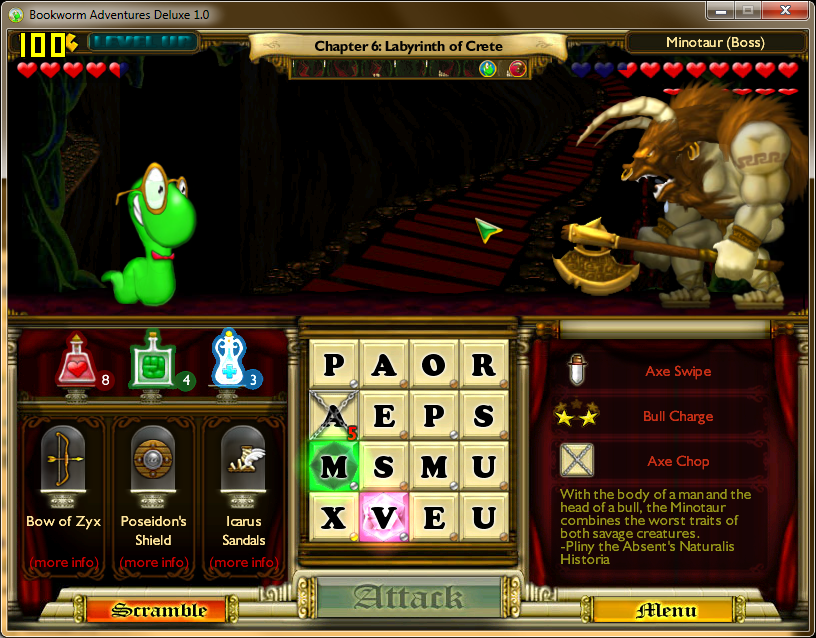 Bookworm Adventures Deluxe 1.0
100%
LEVEL UP
Chapter 6: Labyrinth of Crete
Minotaur (Boss)
8
4
3
Bow of Zyx
(more info)
Poseidon's
Shield
(more info)
Icarus
Sandals
(more info)
P A O R
A 5 E P S
M S M U
X V E U
Axe Swipe
Bull Charge
Axe Chop
With the body of a man and the
head of a bull, the Minotaur
combines the worst traits of
both savage creatures.
-Pliny the Absent's Naturalis
Historia
Scramble
Attack
Menu